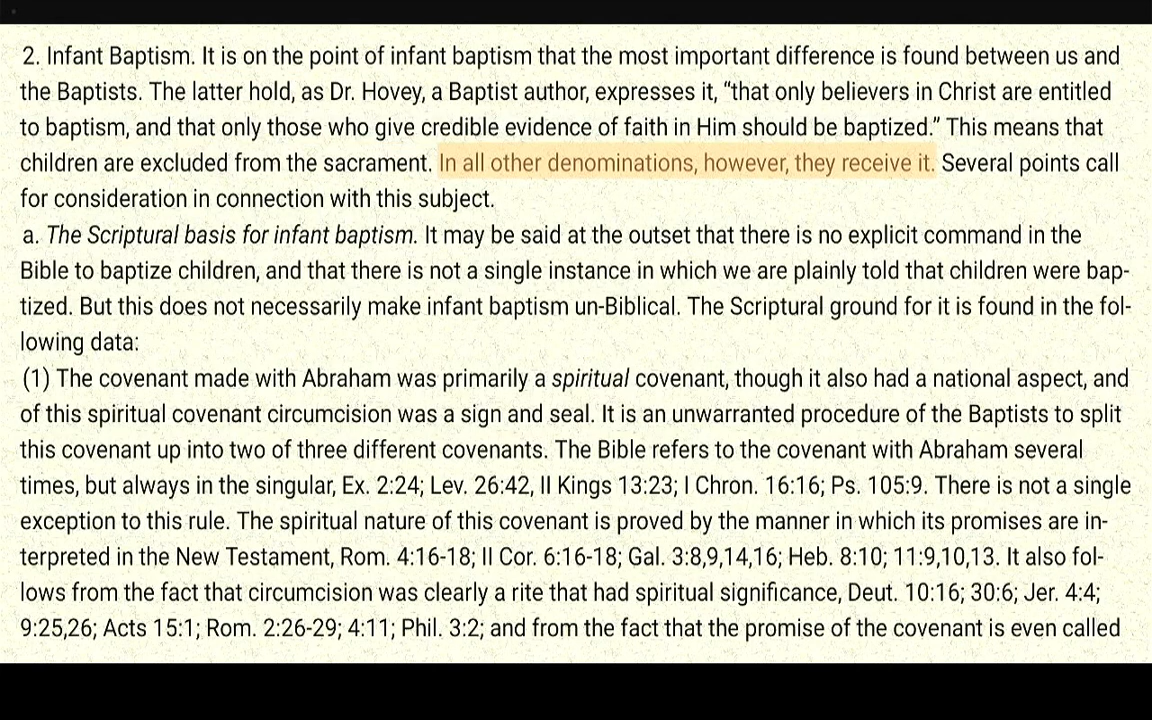 2. Infant Baptism. It is on the point of infant baptism that the most important difference is found between us and
the Baptists. The latter hold, as Dr. Hovey, a Baptist author, expresses it, “that only believers in Christ are entitled
to baptism, and that only those who give credible evidence of faith in Him should be baptized.” This means that
children are excluded from the sacrament. In all other denominations, however, they receive it. Several points call
for consideration in connection with this subject.
a. The Scriptural basis for infant baptism. It may be said at the outset that there is no explicit command in the
Bible to baptize children, and that there is not a single instance in which we are plainly told that children were bap-
tized. But this does not necessarily make infant baptism un-Biblical. The Scriptural ground for it is found in the fol-
lowing data:
(1) The covenant made with Abraham was primarily a spiritual covenant, though it also had a national aspect, and
of this spiritual covenant circumcision was a sign and seal. It is an unwarranted procedure of the Baptists to split
this covenant up into two of three different covenants. The Bible refers to the covenant with Abraham several
times, but always in the singular, Ex. 2:24; Lev. 26:42, II Kings 13:23; I Chron. 16:16; Ps. 105:9. There is not a single
exception to this rule. The spiritual nature of this covenant is proved by the manner in which its promises are in-
terpreted in the New Testament, Rom. 4:16-18; II Cor. 6:16-18; Gal. 3:8,9,14,16; Heb. 8:10; 11:9,10,13. It also fol-
lows from the fact that circumcision was clearly a rite that had spiritual significance, Deut. 10:16; 30:6; Jer. 4:4;
9:25,26; Acts 15:1; Rom. 2:26-29; 4:11; Phil. 3:2; and from the fact that the promise of the covenant is even called